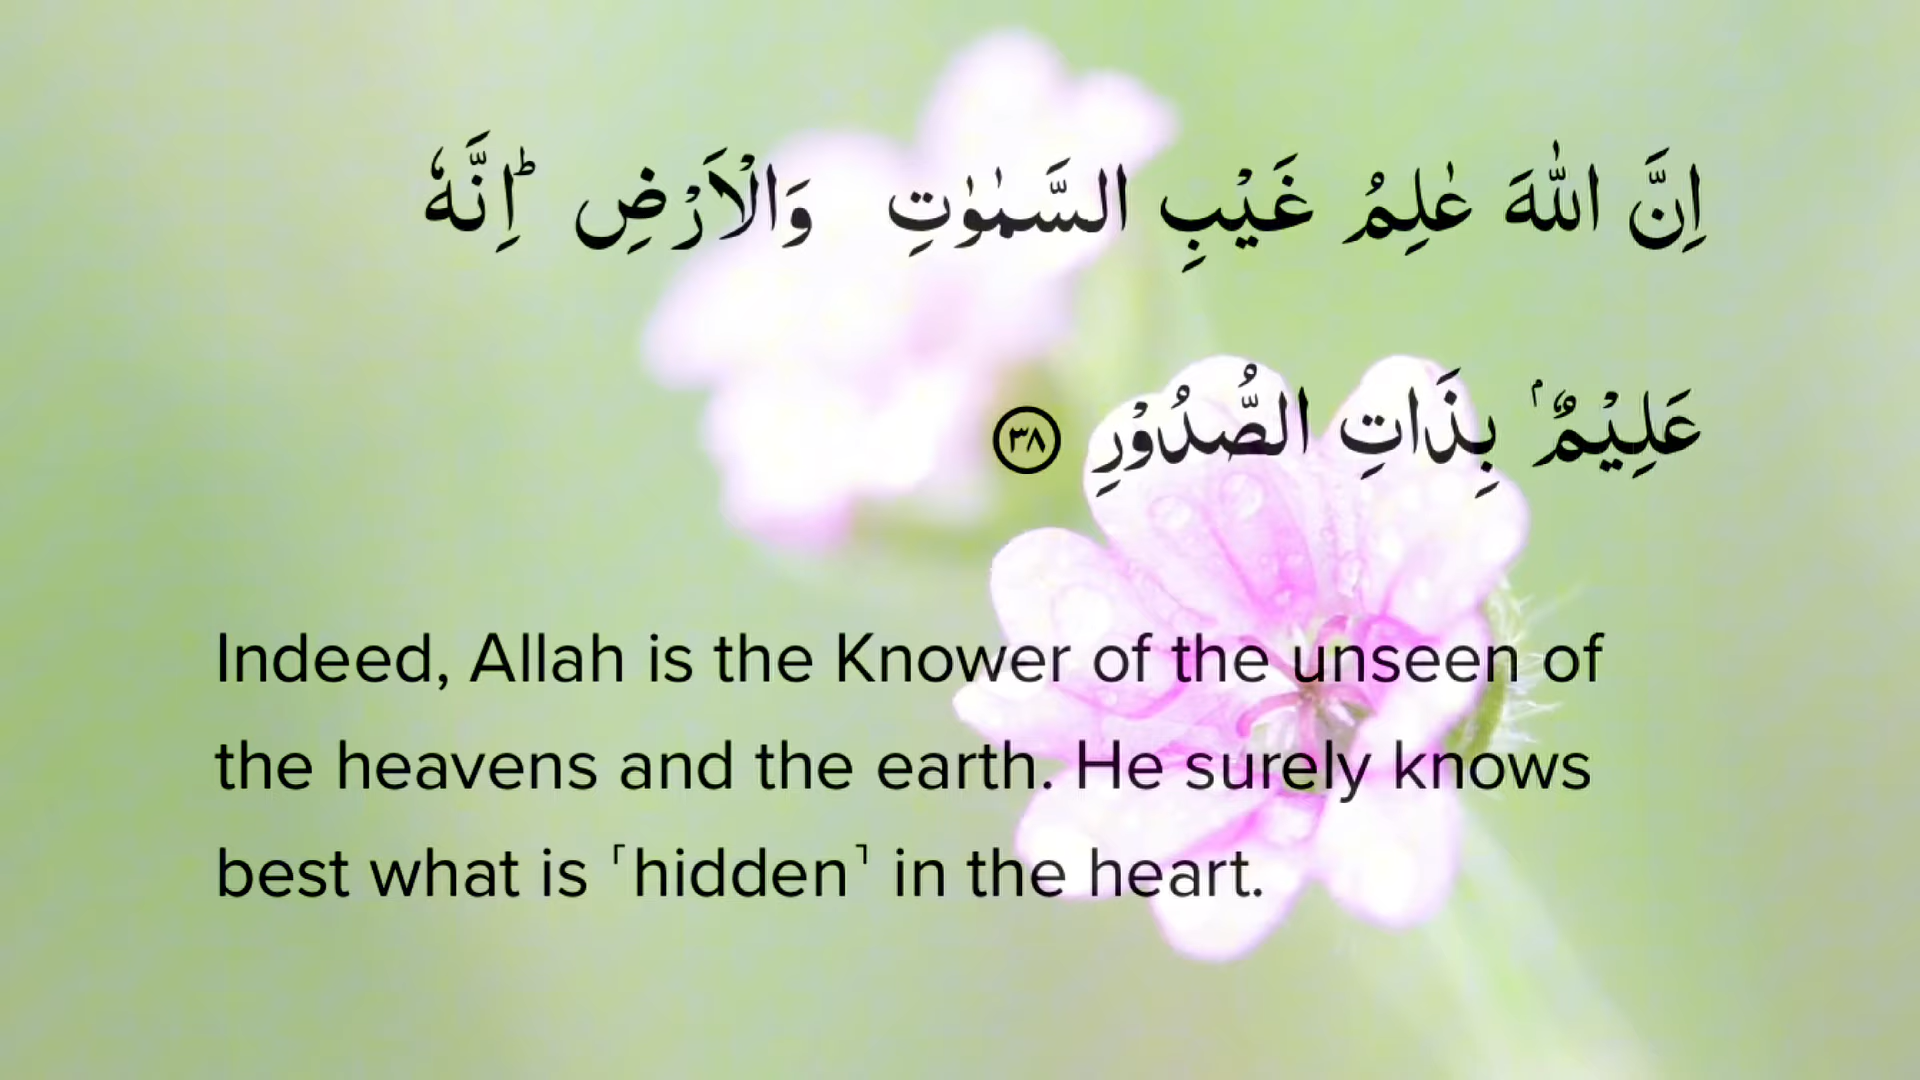 اِنَّ اللّٰهَ عٰلِمُ غَيْبِ السَّمٰوٰتِ وَالْاَرْضِ ؕ اِنَّهٗ
عَلِيْمٌۢ بِذَاتِ الصُّدُوْرِ ٣٨
Indeed, Allah is the Knower of the unseen of
the heavens and the earth. He surely knows
best what is ˹hidden˺ in the heart.